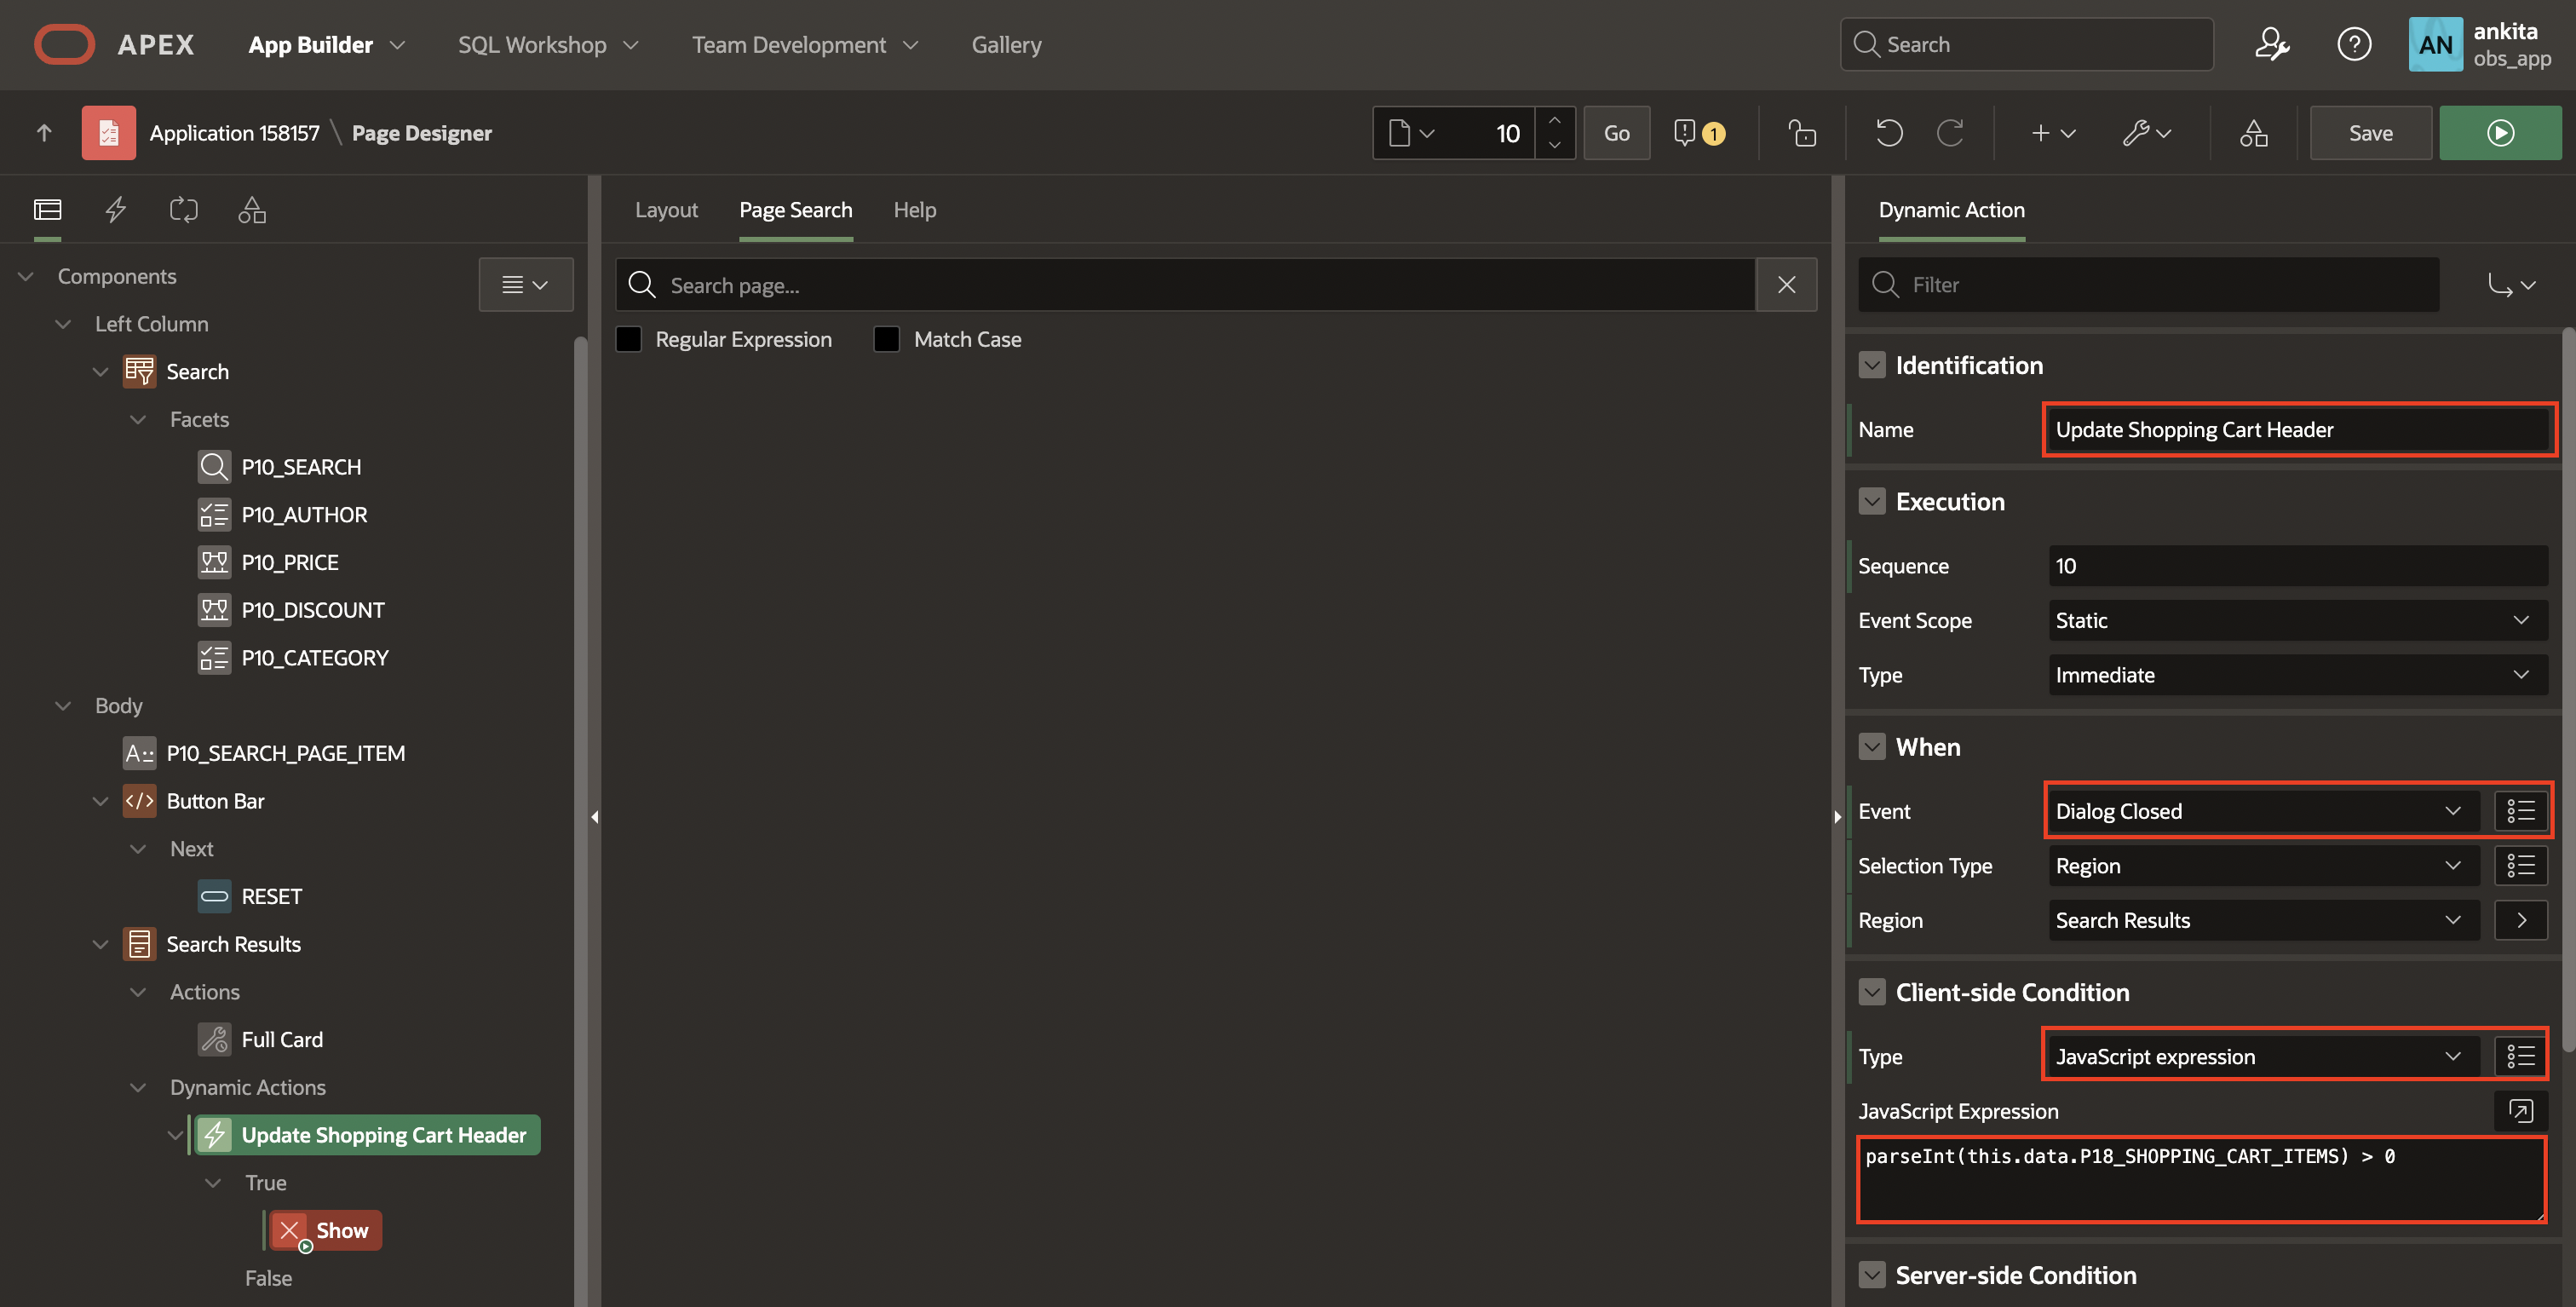 APEX App Builder SQL Workshop Team Development Gallery Search AN ankita
obs_app
Application 158157 \ Page Designer 10 Go 1 Save
Components
Left Column
Search
Facets
P10_SEARCH
P10_AUTHOR
P10_PRICE
P10_DISCOUNT
P10_CATEGORY
Body
P10_SEARCH_PAGE_ITEM
Button Bar
Next
RESET
Search Results
Actions
Full Card
Dynamic Actions
Update Shopping Cart Header
True
Show
False
Layout Page Search Help
Search page...
Regular Expression Match Case
Dynamic Action
Filter
Identification
Name Update Shopping Cart Header
Execution
Sequence 10
Event Scope Static
Type Immediate
When
Event Dialog Closed
Selection Type Region
Region Search Results
Client-side Condition
Type JavaScript expression
JavaScript Expression
parseInt(this.data.P18_SHOPPING_CART_ITEMS) > 0
Server-side Condition